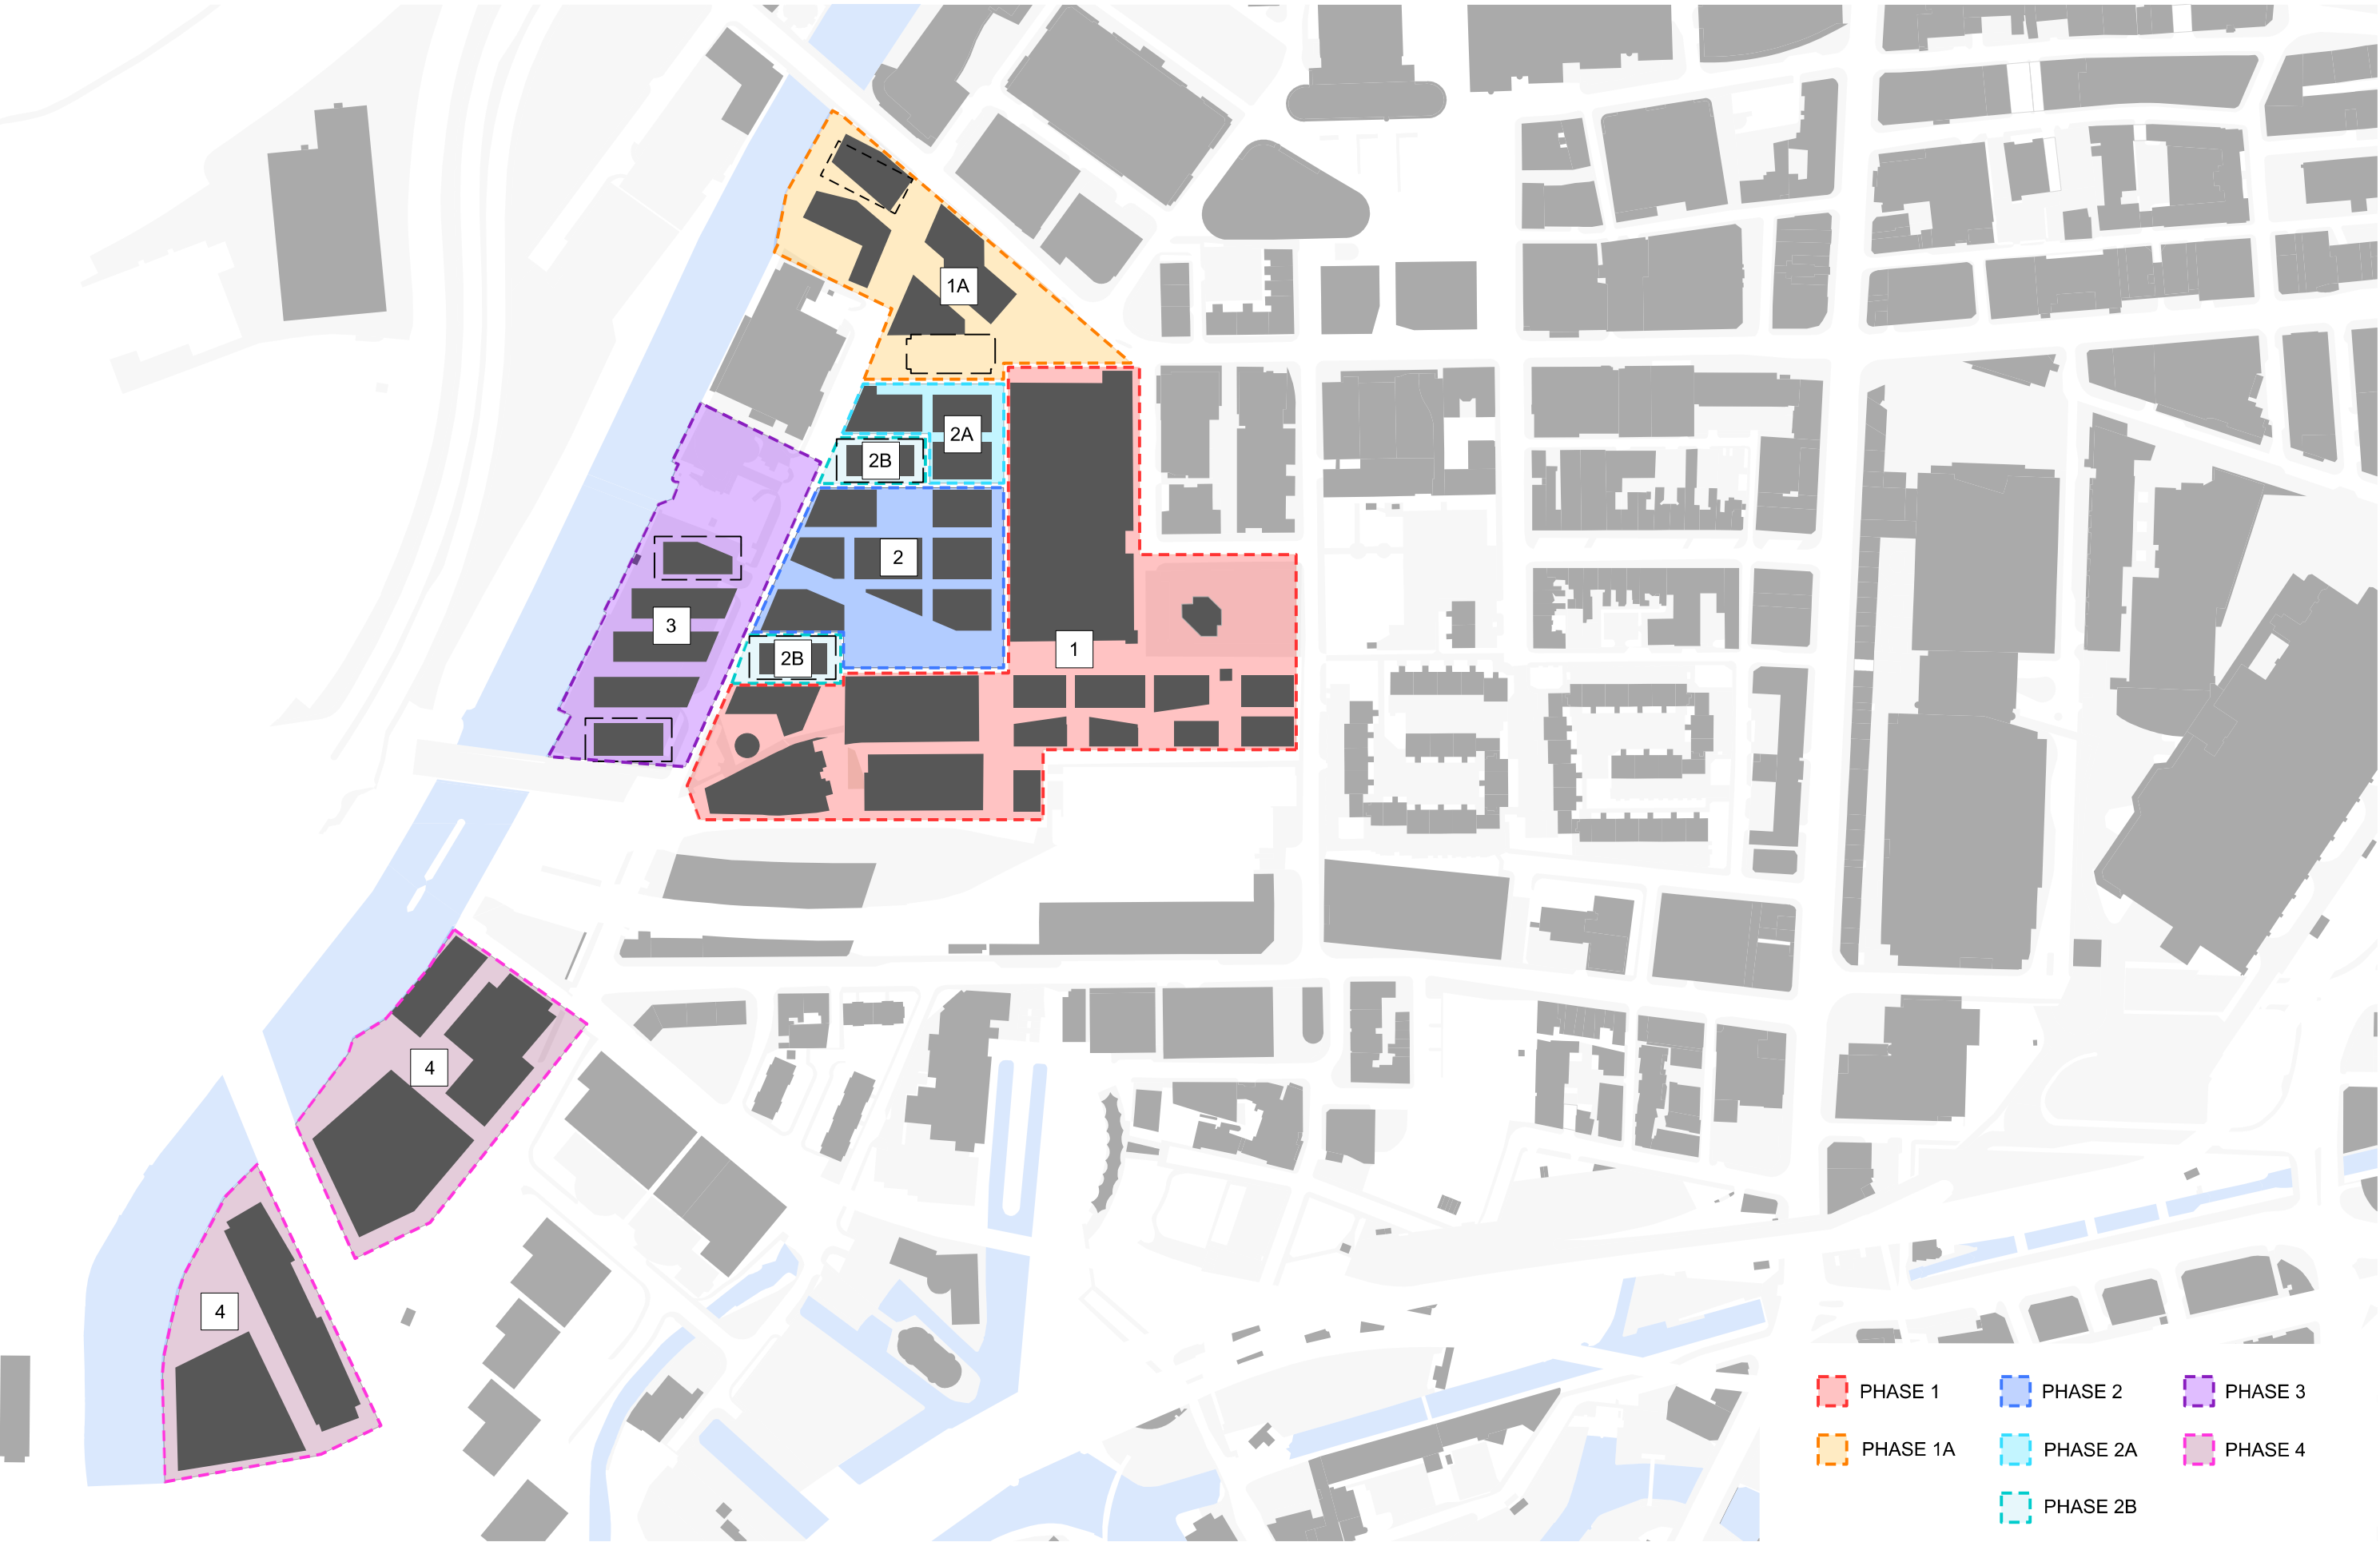 1A
2A
2B
2
3
1
2B
4
4
PHASE 1
PHASE 2
PHASE 3
PHASE 1A
PHASE 2A
PHASE 4
PHASE 2B